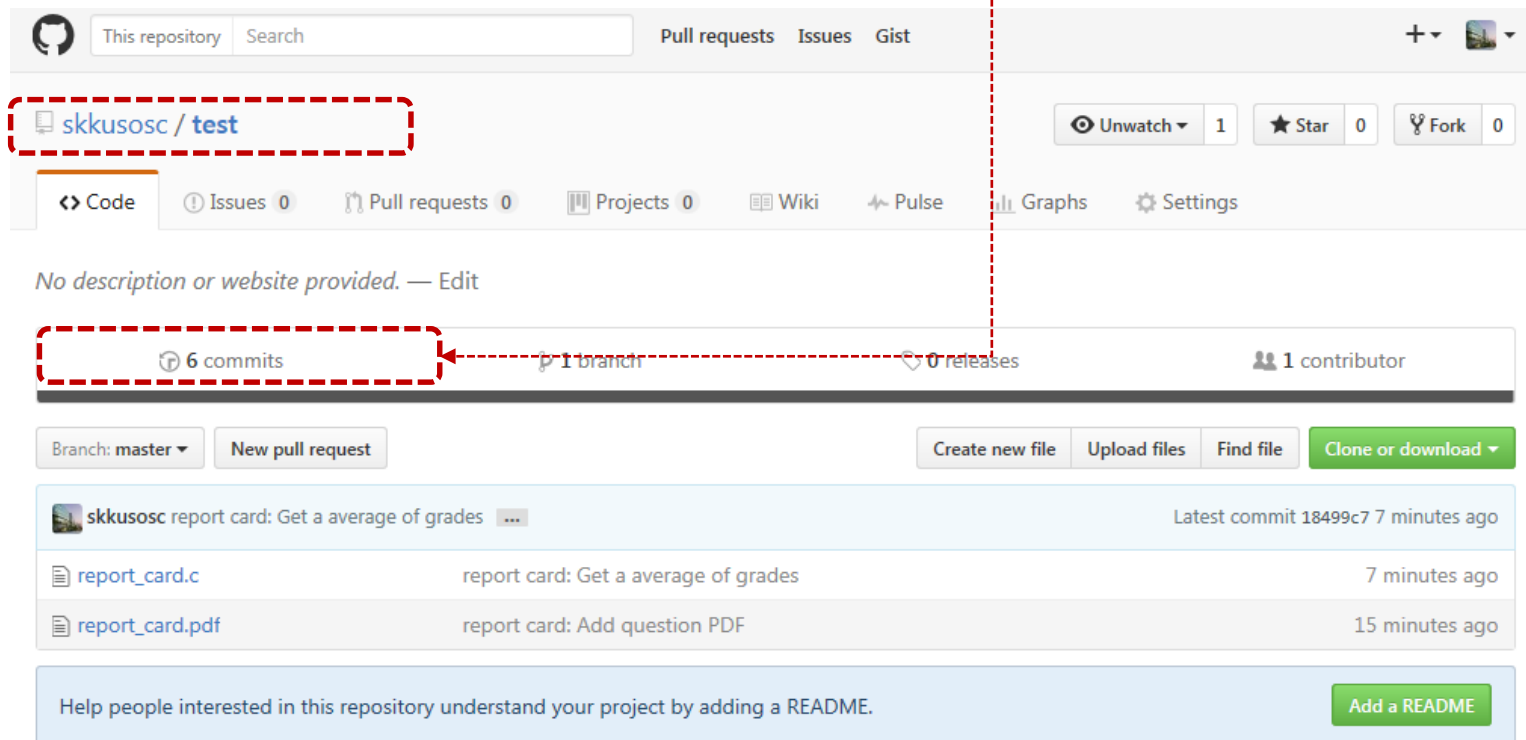 This repository Search Pull requests Issues Gist
skkusosc / test Unwatch 1 Star 0 Fork 0
Code Issues 0 Pull requests 0 Projects 0 Wiki Pulse Graphs Settings
No description or website provided. — Edit
6 commits 1 branch 0 releases 1 contributor
Branch: master New pull request Create new file Upload files Find file Clone or download
skkusosc report card: Get a average of grades ... Latest commit 18499c7 7 minutes ago
report_card.c report card: Get a average of grades 7 minutes ago
report_card.pdf report card: Add question PDF 15 minutes ago
Help people interested in this repository understand your project by adding a README. Add a README